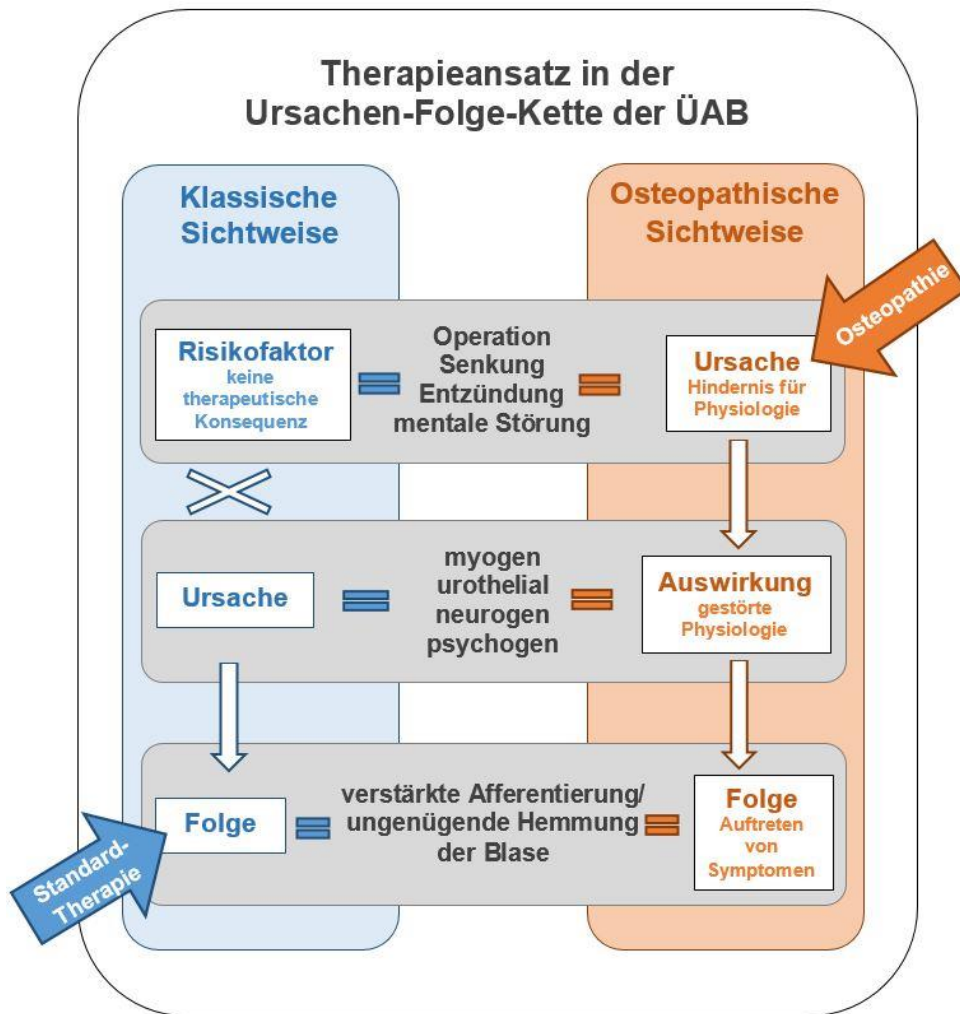 Therapieansatz in der
Ursachen-Folge-Kette der ÜAB
Klassische
Sichtweise
Osteopathische
Sichtweise
Osteopathie
Risikofaktor
keine
therapeutische
Konsequenz
Operation
Senkung
Entzündung
mentale Störung
Ursache
Hindernis für
Physiologie
Ursache
myogen
urothelial
neurogen
psychogen
Auswirkung
gestörte
Physiologie
Standard-
Therapie
Folge
verstärkte Afferentierung/
ungenügende Hemmung
der Blase
Folge
Auftreten
von
Symptomen